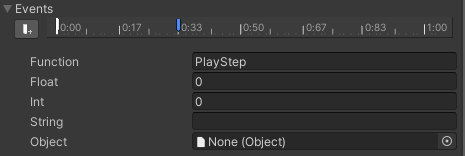 Events
0:00 0:17 0:33 0:50 0:67 0:83 1:00
Function PlayStep
Float 0
Int 0
String
Object None (Object)